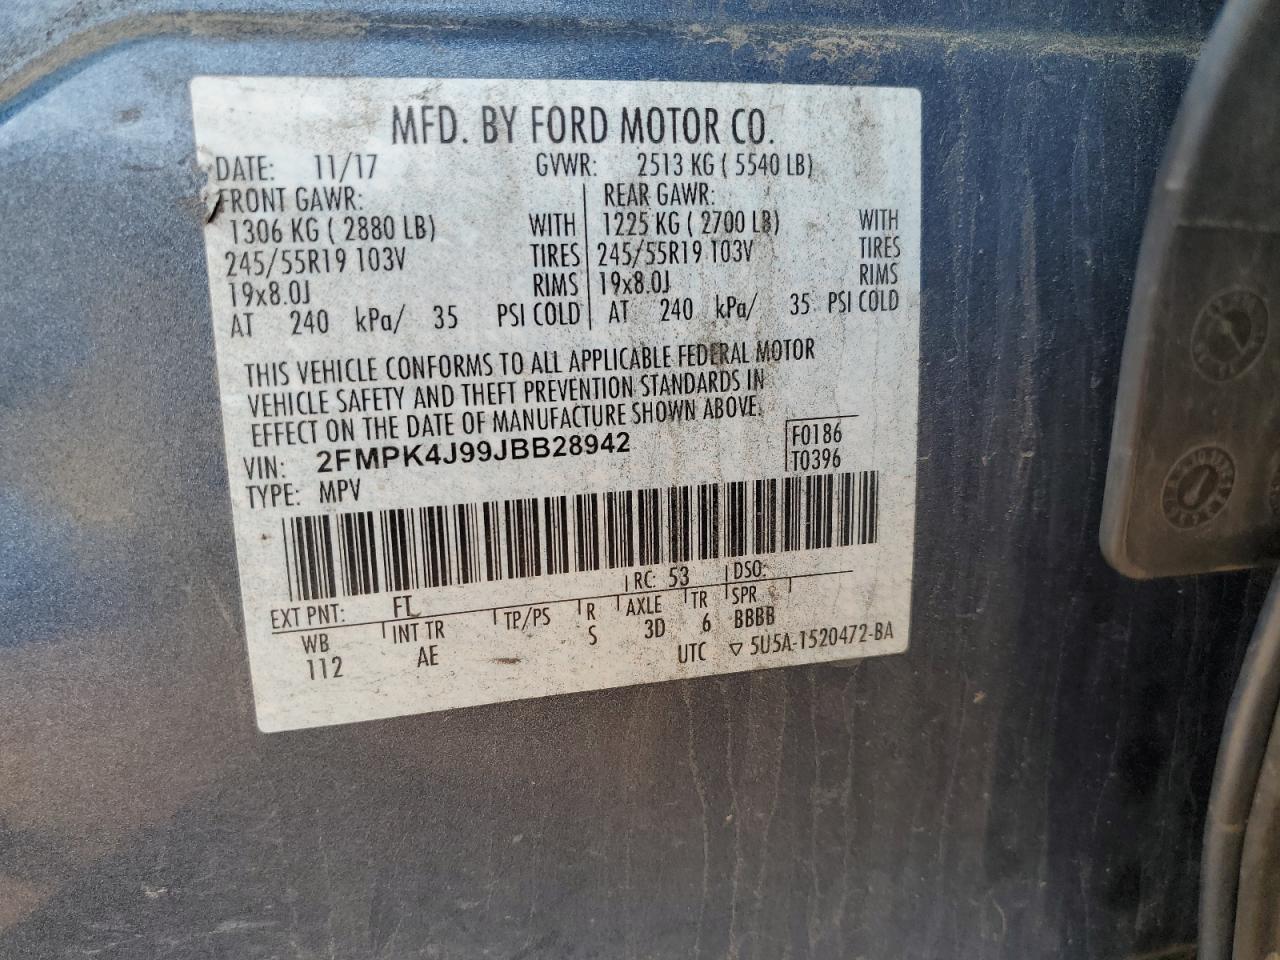 MFD. BY FORD MOTOR CO.
DATE: 11/17 GVWR: 2513 KG ( 5540 LB)
FRONT GAWR: REAR GAWR:
1306 KG ( 2880 LB) WITH 1225 KG ( 2700 LB) WITH
245/55R19 103V TIRES 245/55R19 103V TIRES
19x8.0J RIMS 19x8.0J RIMS
AT 240 kPa/ 35 PSI COLD AT 240 kPa/ 35 PSI COLD
THIS VEHICLE CONFORMS TO ALL APPLICABLE FEDERAL MOTOR
VEHICLE SAFETY AND THEFT PREVENTION STANDARDS IN
EFFECT ON THE DATE OF MANUFACTURE SHOWN ABOVE.
VIN: 2FMPK4J99JBB28942 F0186
TYPE: MPV T0396
EXT PNT: FT RC: 53 DSO:
WB INT TR TP/PS R AXLE TR SPR
112 AE S 3D 6 BBBB
UTC ▽ 5U5A-1520472-BA